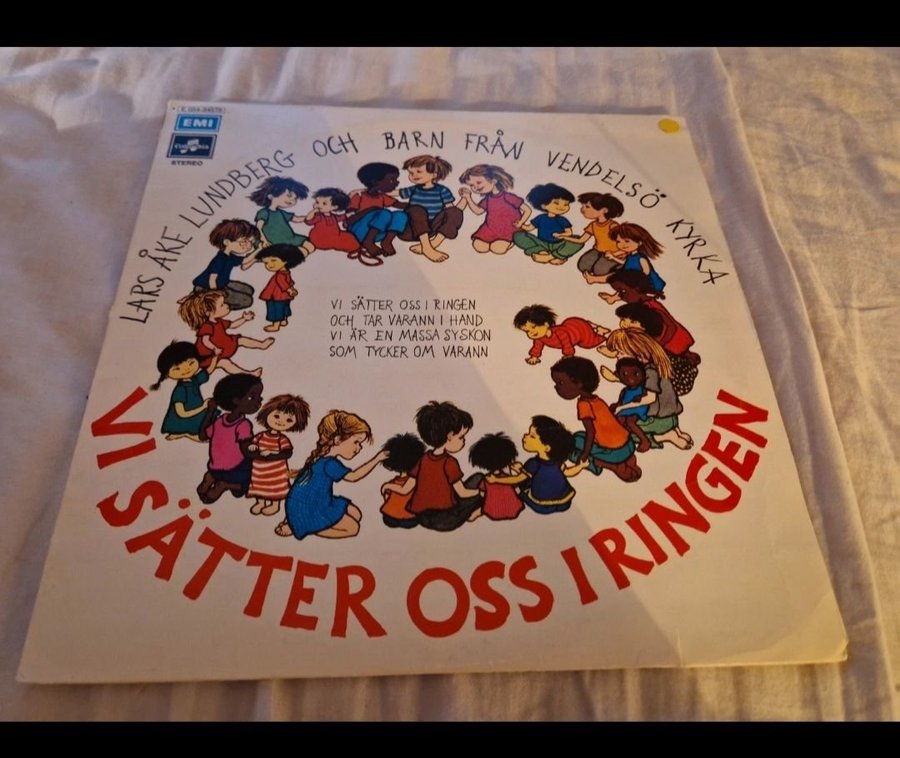 EMI
Columbia
STEREO
LARS ÅKE LUNDBERG OCH BARN FRÅN VENDELSÖ KYRKA
VI SÄTTER OSS I RINGEN
OCH TAR VARANN I HAND
VI ÄR EN MASSA SYSKON
SOM TYCKER OM VARANN
VI SÄTTER OSS I RINGEN